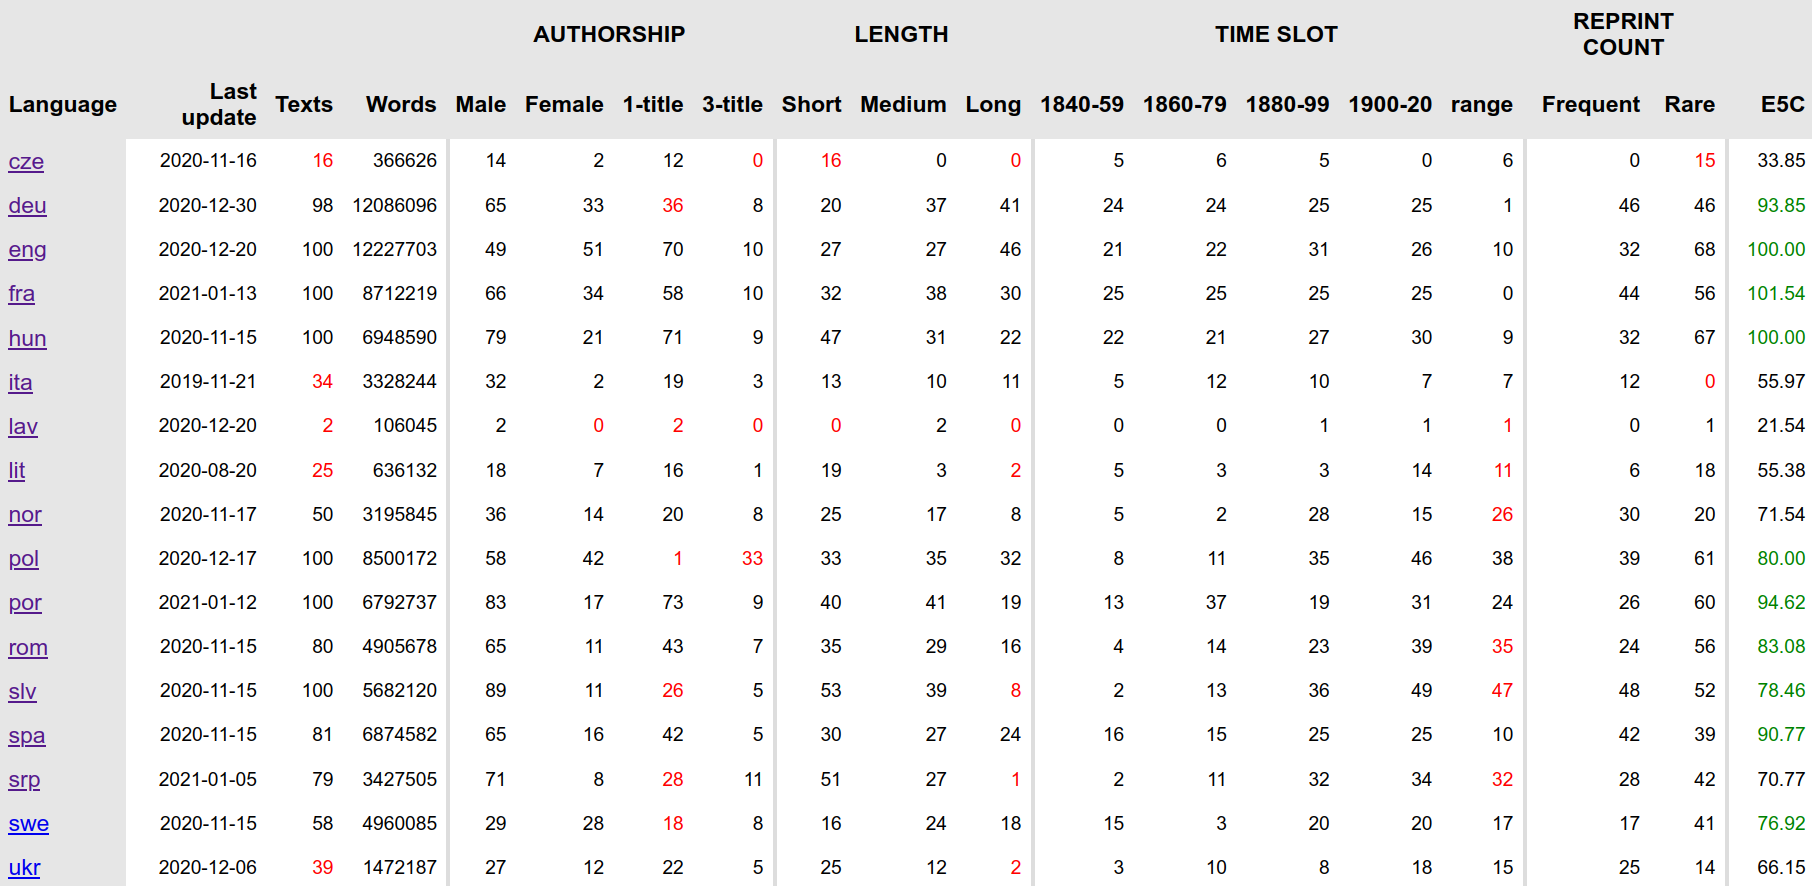 AUTHORSHIP LENGTH TIME SLOT REPRINT COUNT
Language Last update Texts Words Male Female 1-title 3-title Short Medium Long 1840-59 1860-79 1880-99 1900-20 range Frequent Rare E5C
cze 2020-11-16 16 366626 14 2 12 0 16 0 0 5 6 5 0 6 0 15 33.85
deu 2020-12-30 98 12086096 65 33 36 8 20 37 41 24 24 25 25 1 46 46 93.85
eng 2020-12-20 100 12227703 49 51 70 10 27 27 46 21 22 31 26 10 32 68 100.00
fra 2021-01-13 100 8712219 66 34 58 10 32 38 30 25 25 25 25 0 44 56 101.54
hun 2020-11-15 100 6948590 79 21 71 9 47 31 22 22 21 27 30 9 32 67 100.00
ita 2019-11-21 34 3328244 32 2 19 3 13 10 11 5 12 10 7 7 12 0 55.97
lav 2020-12-20 2 106045 2 0 2 0 0 2 0 0 0 1 1 1 0 1 21.54
lit 2020-08-20 25 636132 18 7 16 1 19 3 2 5 3 3 14 11 6 18 55.38
nor 2020-11-17 50 3195845 36 14 20 8 25 17 8 5 2 28 15 26 30 20 71.54
pol 2020-12-17 100 8500172 58 42 1 33 33 35 32 8 11 35 46 38 39 61 80.00
por 2021-01-12 100 6792737 83 17 73 9 40 41 19 13 37 19 31 24 26 60 94.62
rom 2020-11-15 80 4905678 65 11 43 7 35 29 16 4 14 23 39 35 24 56 83.08
slv 2020-11-15 100 5682120 89 11 26 5 53 39 8 2 13 36 49 47 48 52 78.46
spa 2020-11-15 81 6874582 65 16 42 5 30 27 24 16 15 25 25 10 42 39 90.77
srp 2021-01-05 79 3427505 71 8 28 11 51 27 1 2 11 32 34 32 28 42 70.77
swe 2020-11-15 58 4960085 29 28 18 8 16 24 18 15 3 20 20 17 17 41 76.92
ukr 2020-12-06 39 1472187 27 12 22 5 25 12 2 3 10 8 18 15 25 14 66.15